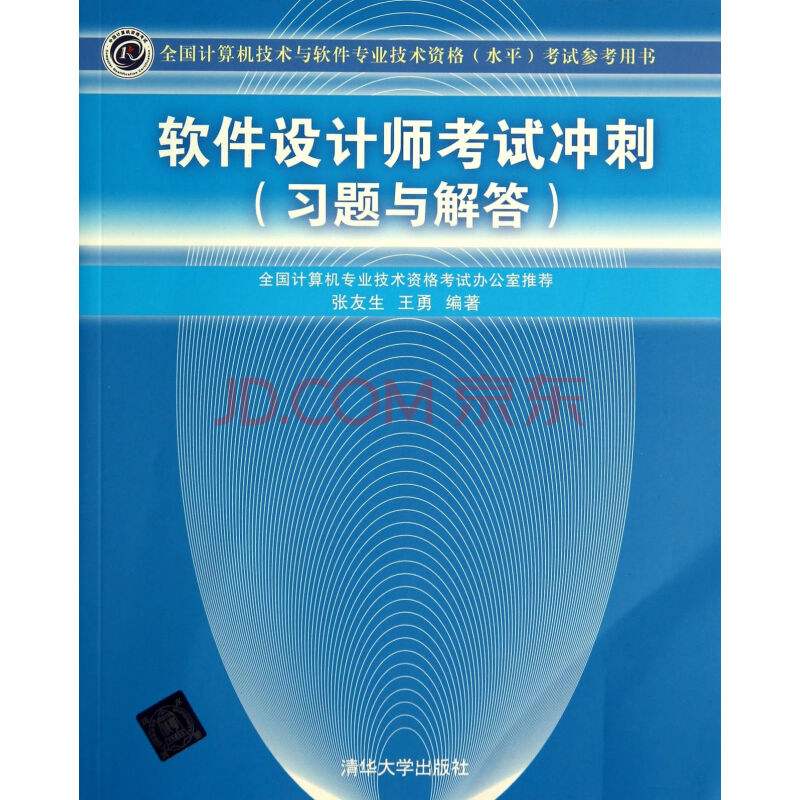 全国计算机技术与软件专业技术资格（水平）考试参考用书
软件设计师考试冲刺
（习题与解答）
全国计算机专业技术资格考试办公室推荐
张友生 王勇 编著
JD.COM 京东
清华大学出版社